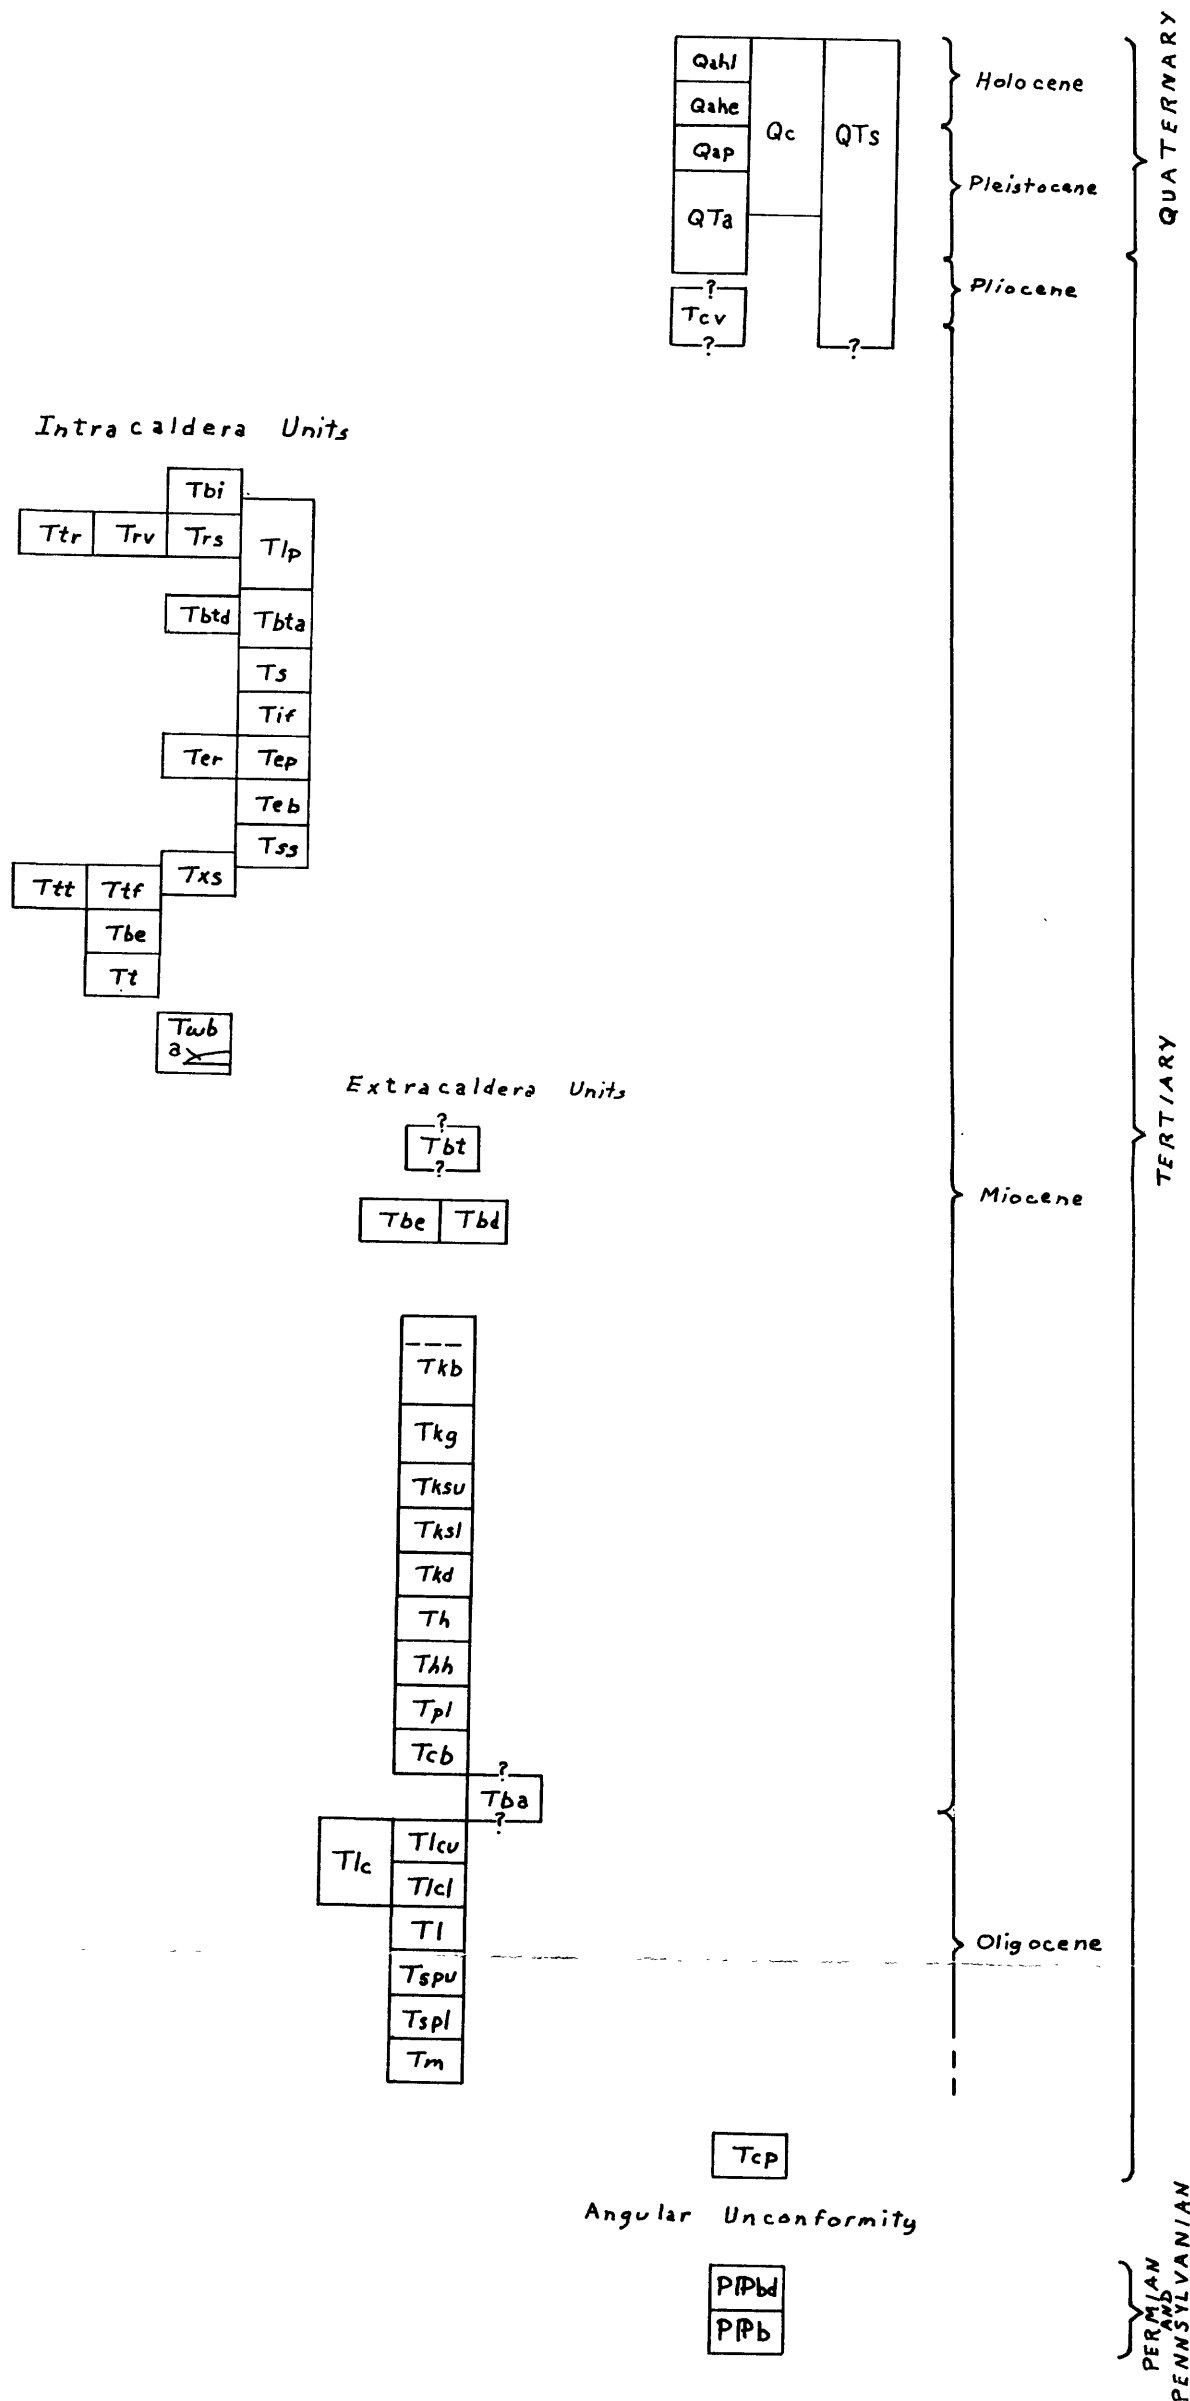 Qahl
Qahe
Qap
QTa
Qc
QTs
Holocene
Pleistocene
Pliocene
QUATERNARY
?
Tcv
?
?
Intracaldera Units
Tbi
Ttr Trv Trs Tlp
Tbtd Tbta
Ts
Tif
Ter Tep
Teb
Tss
Ttt Ttf Txs
Tbe
Tt
Twb
a
Extracaldera Units
?
Tbt
?
Tbe Tbd
Miocene
TERTIARY
Tkb
Tkg
Tksu
Tksl
Tkd
Th
Thh
Tpl
Tcb
?
Tba
?
Tlc
Tlcu
Tlcl
Tl
Oligocene
Tspu
Tspl
Tm
Tcp
Angular Unconformity
PIPbd
PIPb
PERMIAN
AND
PENNSYLVANIAN